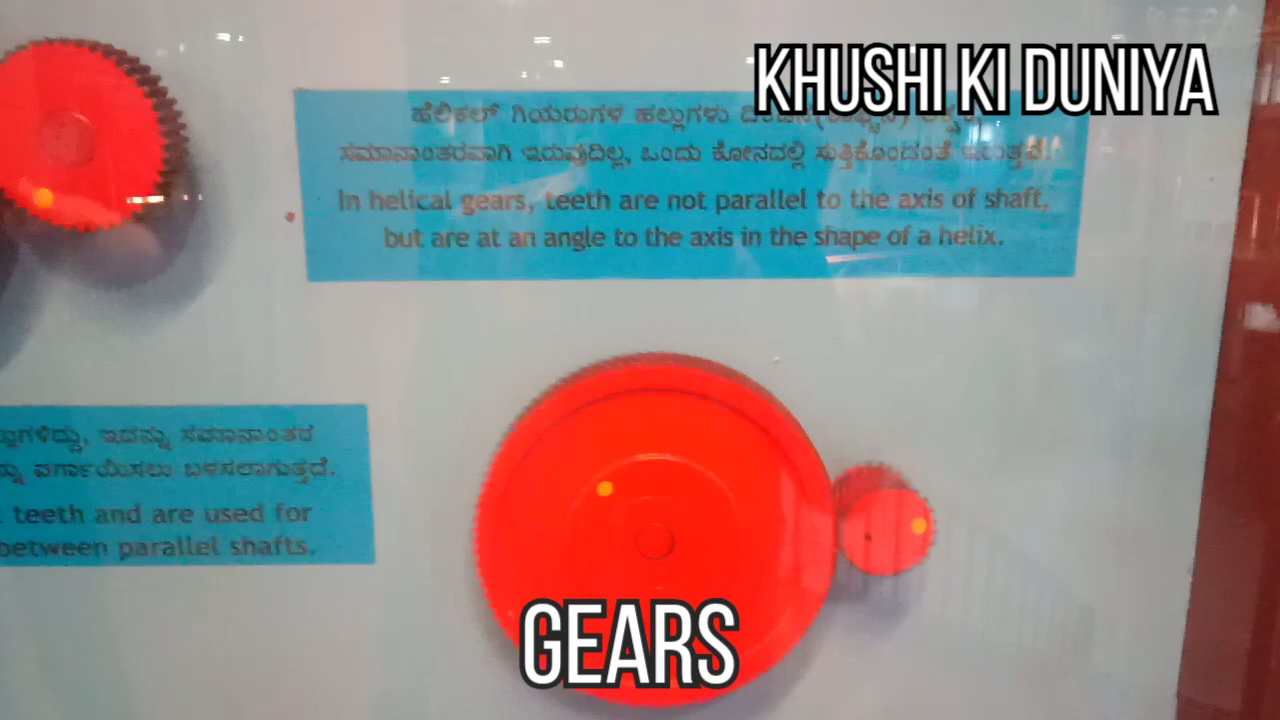 KHUSHI KI DUNIYA
ಹೆಲಿಕಲ್ ಗಿಯರುಗಳ ಹಲ್ಲುಗಳು
ಸಮಾನಾಂತರವಾಗಿ ಇರುವುದಿಲ್ಲ, ಒಂದು ಕೋನದಲ್ಲಿ ಸುತ್ತಿಕೊಂಡಂತೆ ಇರುತ್ತವೆ.
In helical gears, teeth are not parallel to the axis of shaft,
but are at an angle to the axis in the shape of a helix.
ಇದನ್ನು ಸಮಾನಾಂತರ
ವರ್ಗಾಯಿಸಲು ಬಳಸಲಾಗುತ್ತದೆ.
teeth and are used for
between parallel shafts.
GEARS